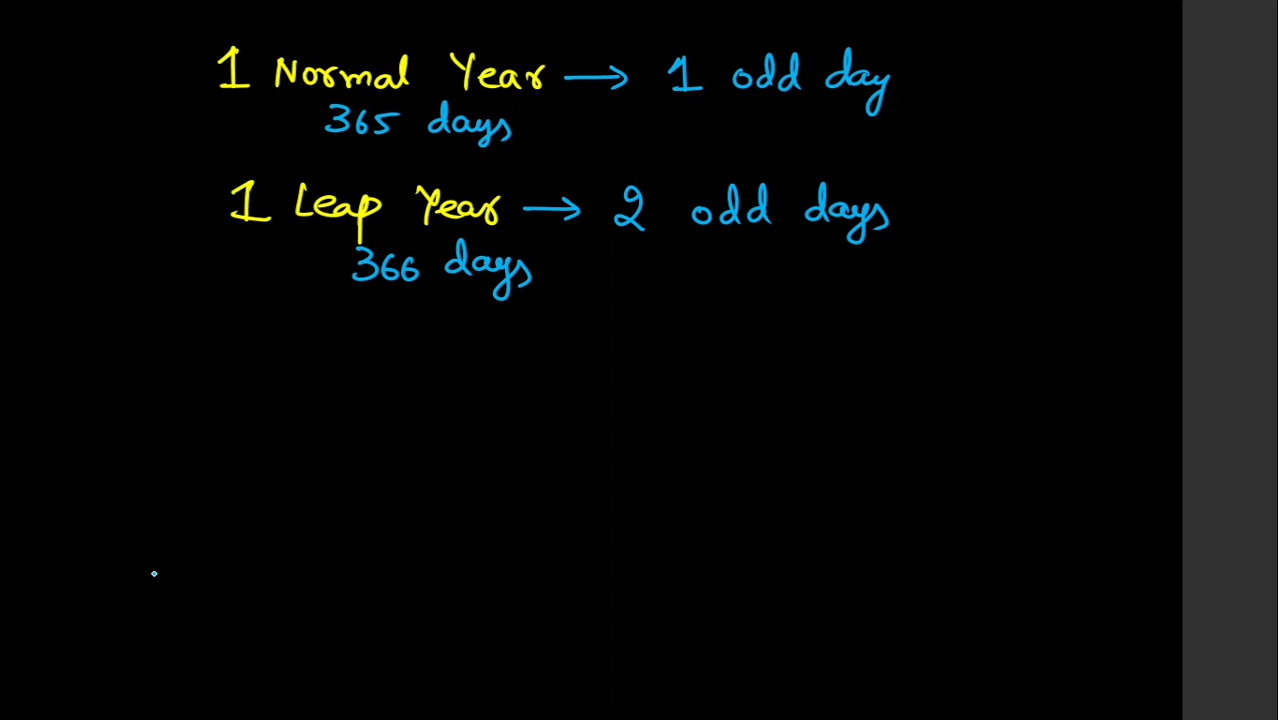 1 Normal Year → 1 odd day
365 days
1 Leap Year → 2 odd days
366 days